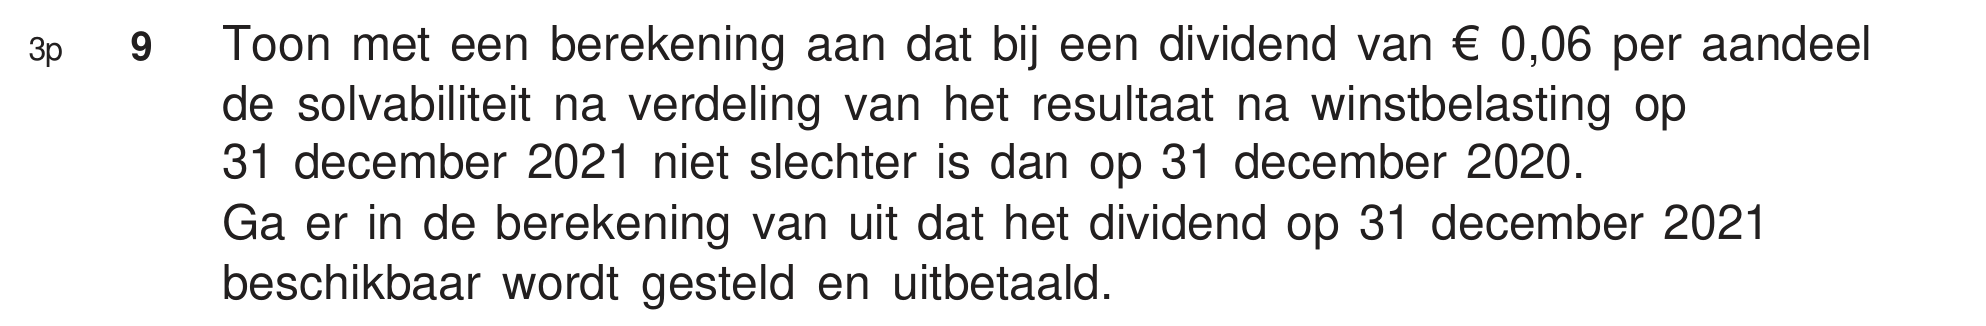 3p 9 Toon met een berekening aan dat bij een dividend van € 0,06 per aandeel
de solvabiliteit na verdeling van het resultaat na winstbelasting op
31 december 2021 niet slechter is dan op 31 december 2020.
Ga er in de berekening van uit dat het dividend op 31 december 2021
beschikbaar wordt gesteld en uitbetaald.